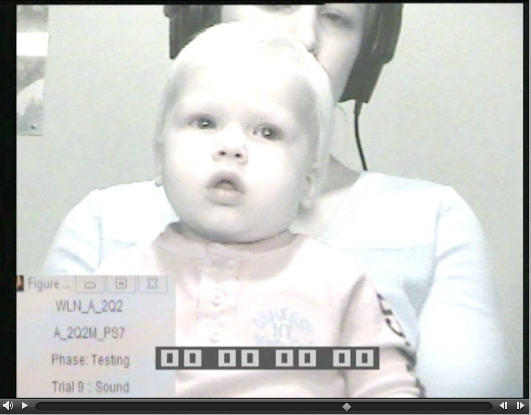 Figure ...
WLN_A_2Q2
A_2Q2M_PS7
Phase: Testing
Trial 9 : Sound
00 00 00 00